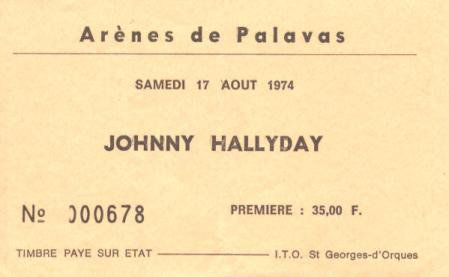 Arènes de Palavas
SAMEDI 17 AOUT 1974
JOHNNY HALLYDAY
Nº 000678 PREMIERE : 35,00 F.
TIMBRE PAYE SUR ETAT I.T.O. St Georges-d'Orques